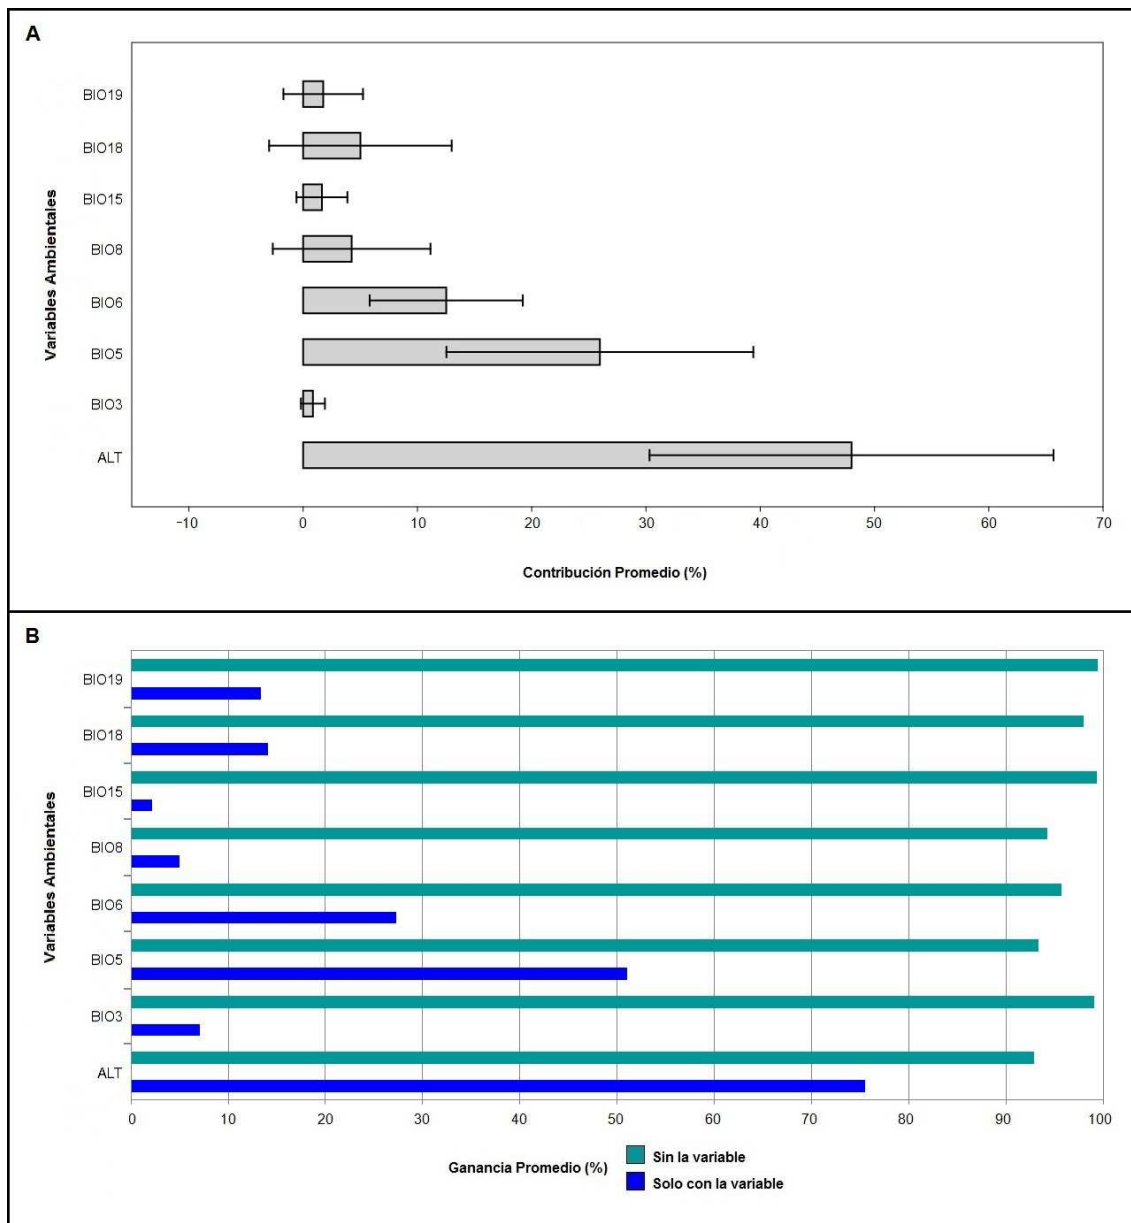 A
BIO19
BIO18
BIO15
BIO8
BIO6
BIO5
BIO3
ALT
Variables Ambientales
−10 0 10 20 30 40 50 60 70
Contribución Promedio (%)
B
BIO19
BIO18
BIO15
BIO8
BIO6
BIO5
BIO3
ALT
Variables Ambientales
0 10 20 30 40 50 60 70 80 90 100
Ganancia Promedio (%)
Sin la variable
Solo con la variable